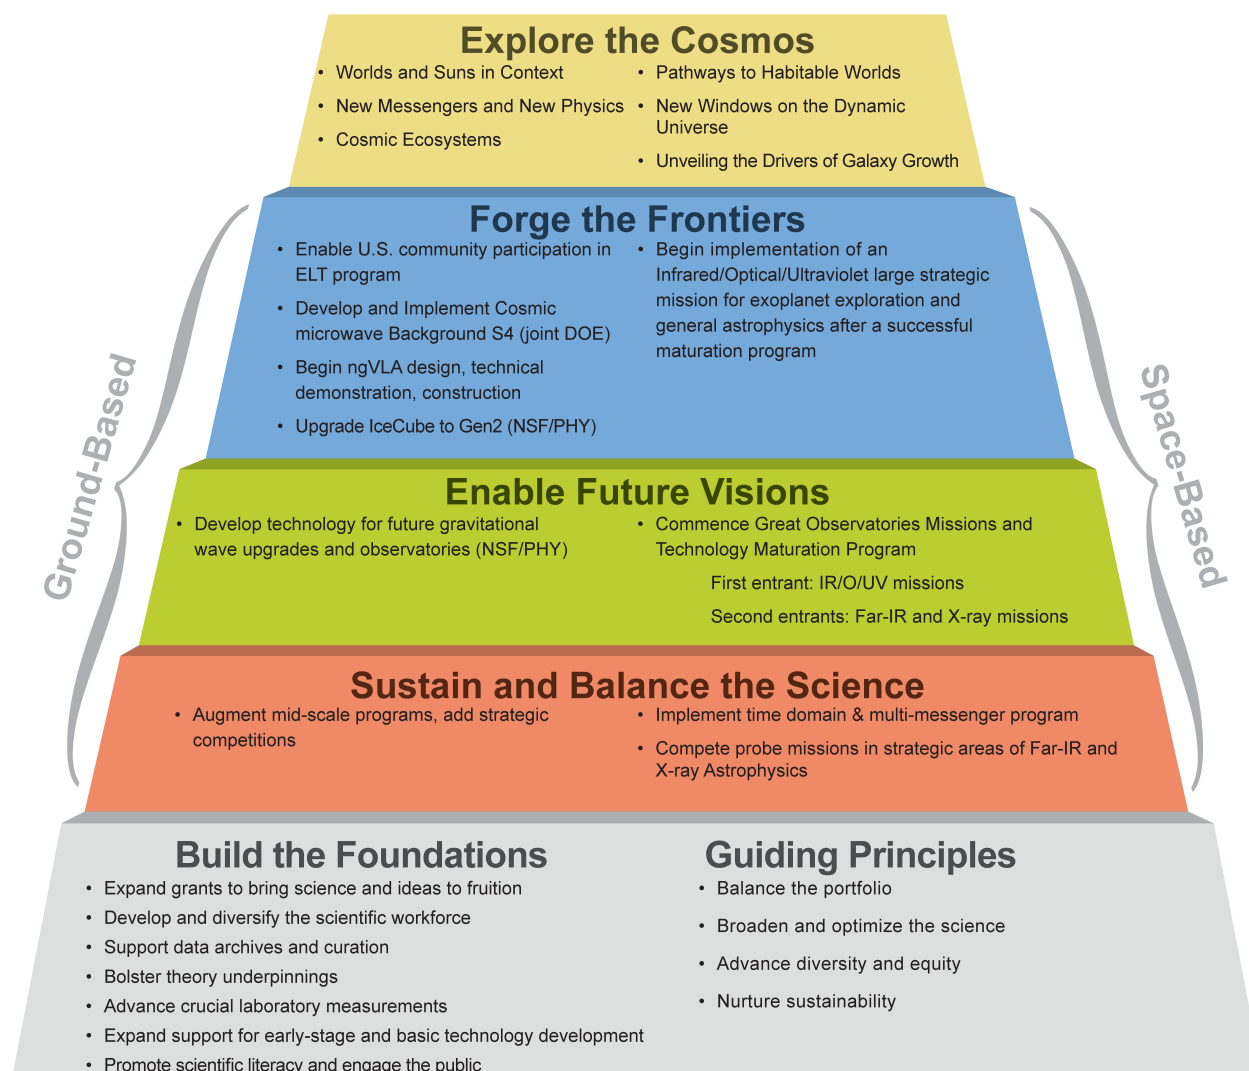 Explore the Cosmos
• Worlds and Suns in Context
• New Messengers and New Physics
• Cosmic Ecosystems
• Pathways to Habitable Worlds
• New Windows on the Dynamic
Universe
• Unveiling the Drivers of Galaxy Growth
Ground-Based
Space-Based
Forge the Frontiers
• Enable U.S. community participation in
ELT program
• Develop and Implement Cosmic
microwave Background S4 (joint DOE)
• Begin ngVLA design, technical
demonstration, construction
• Upgrade IceCube to Gen2 (NSF/PHY)
• Begin implementation of an
Infrared/Optical/Ultraviolet large strategic
mission for exoplanet exploration and
general astrophysics after a successful
maturation program
Enable Future Visions
• Develop technology for future gravitational
wave upgrades and observatories (NSF/PHY)
• Commence Great Observatories Missions and
Technology Maturation Program
First entrant: IR/O/UV missions
Second entrants: Far-IR and X-ray missions
Sustain and Balance the Science
• Augment mid-scale programs, add strategic
competitions
• Implement time domain & multi-messenger program
• Compete probe missions in strategic areas of Far-IR and
X-ray Astrophysics
Build the Foundations
• Expand grants to bring science and ideas to fruition
• Develop and diversify the scientific workforce
• Support data archives and curation
• Bolster theory underpinnings
• Advance crucial laboratory measurements
• Expand support for early-stage and basic technology development
• Promote scientific literacy and engage the public
Guiding Principles
• Balance the portfolio
• Broaden and optimize the science
• Advance diversity and equity
• Nurture sustainability